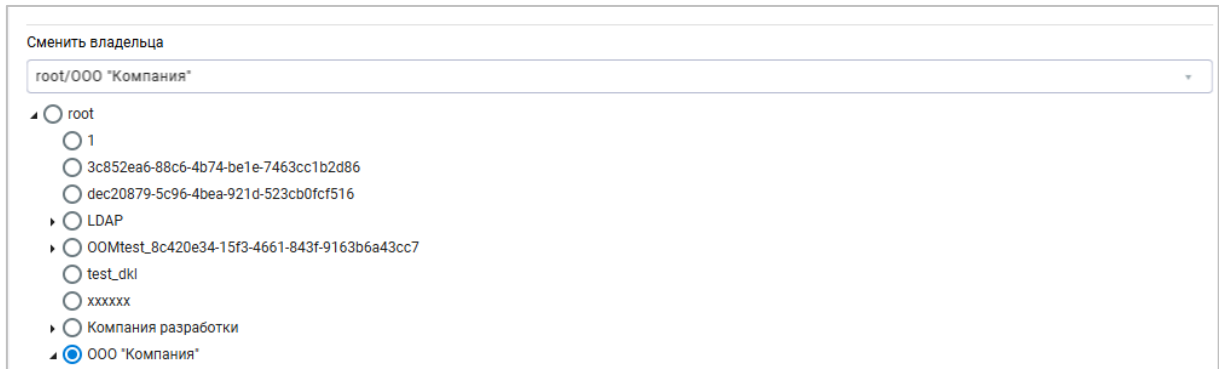 Сменить владельца
root/ООО "Компания"
root
1
3c852ea6-88c6-4b74-be1e-7463cc1b2d86
dec20879-5c96-4bea-921d-523cb0fcf516
LDAP
OOMtest_8c420e34-15f3-4661-843f-9163b6a43cc7
test_dkl
xxxxxx
Компания разработки
ООО "Компания"